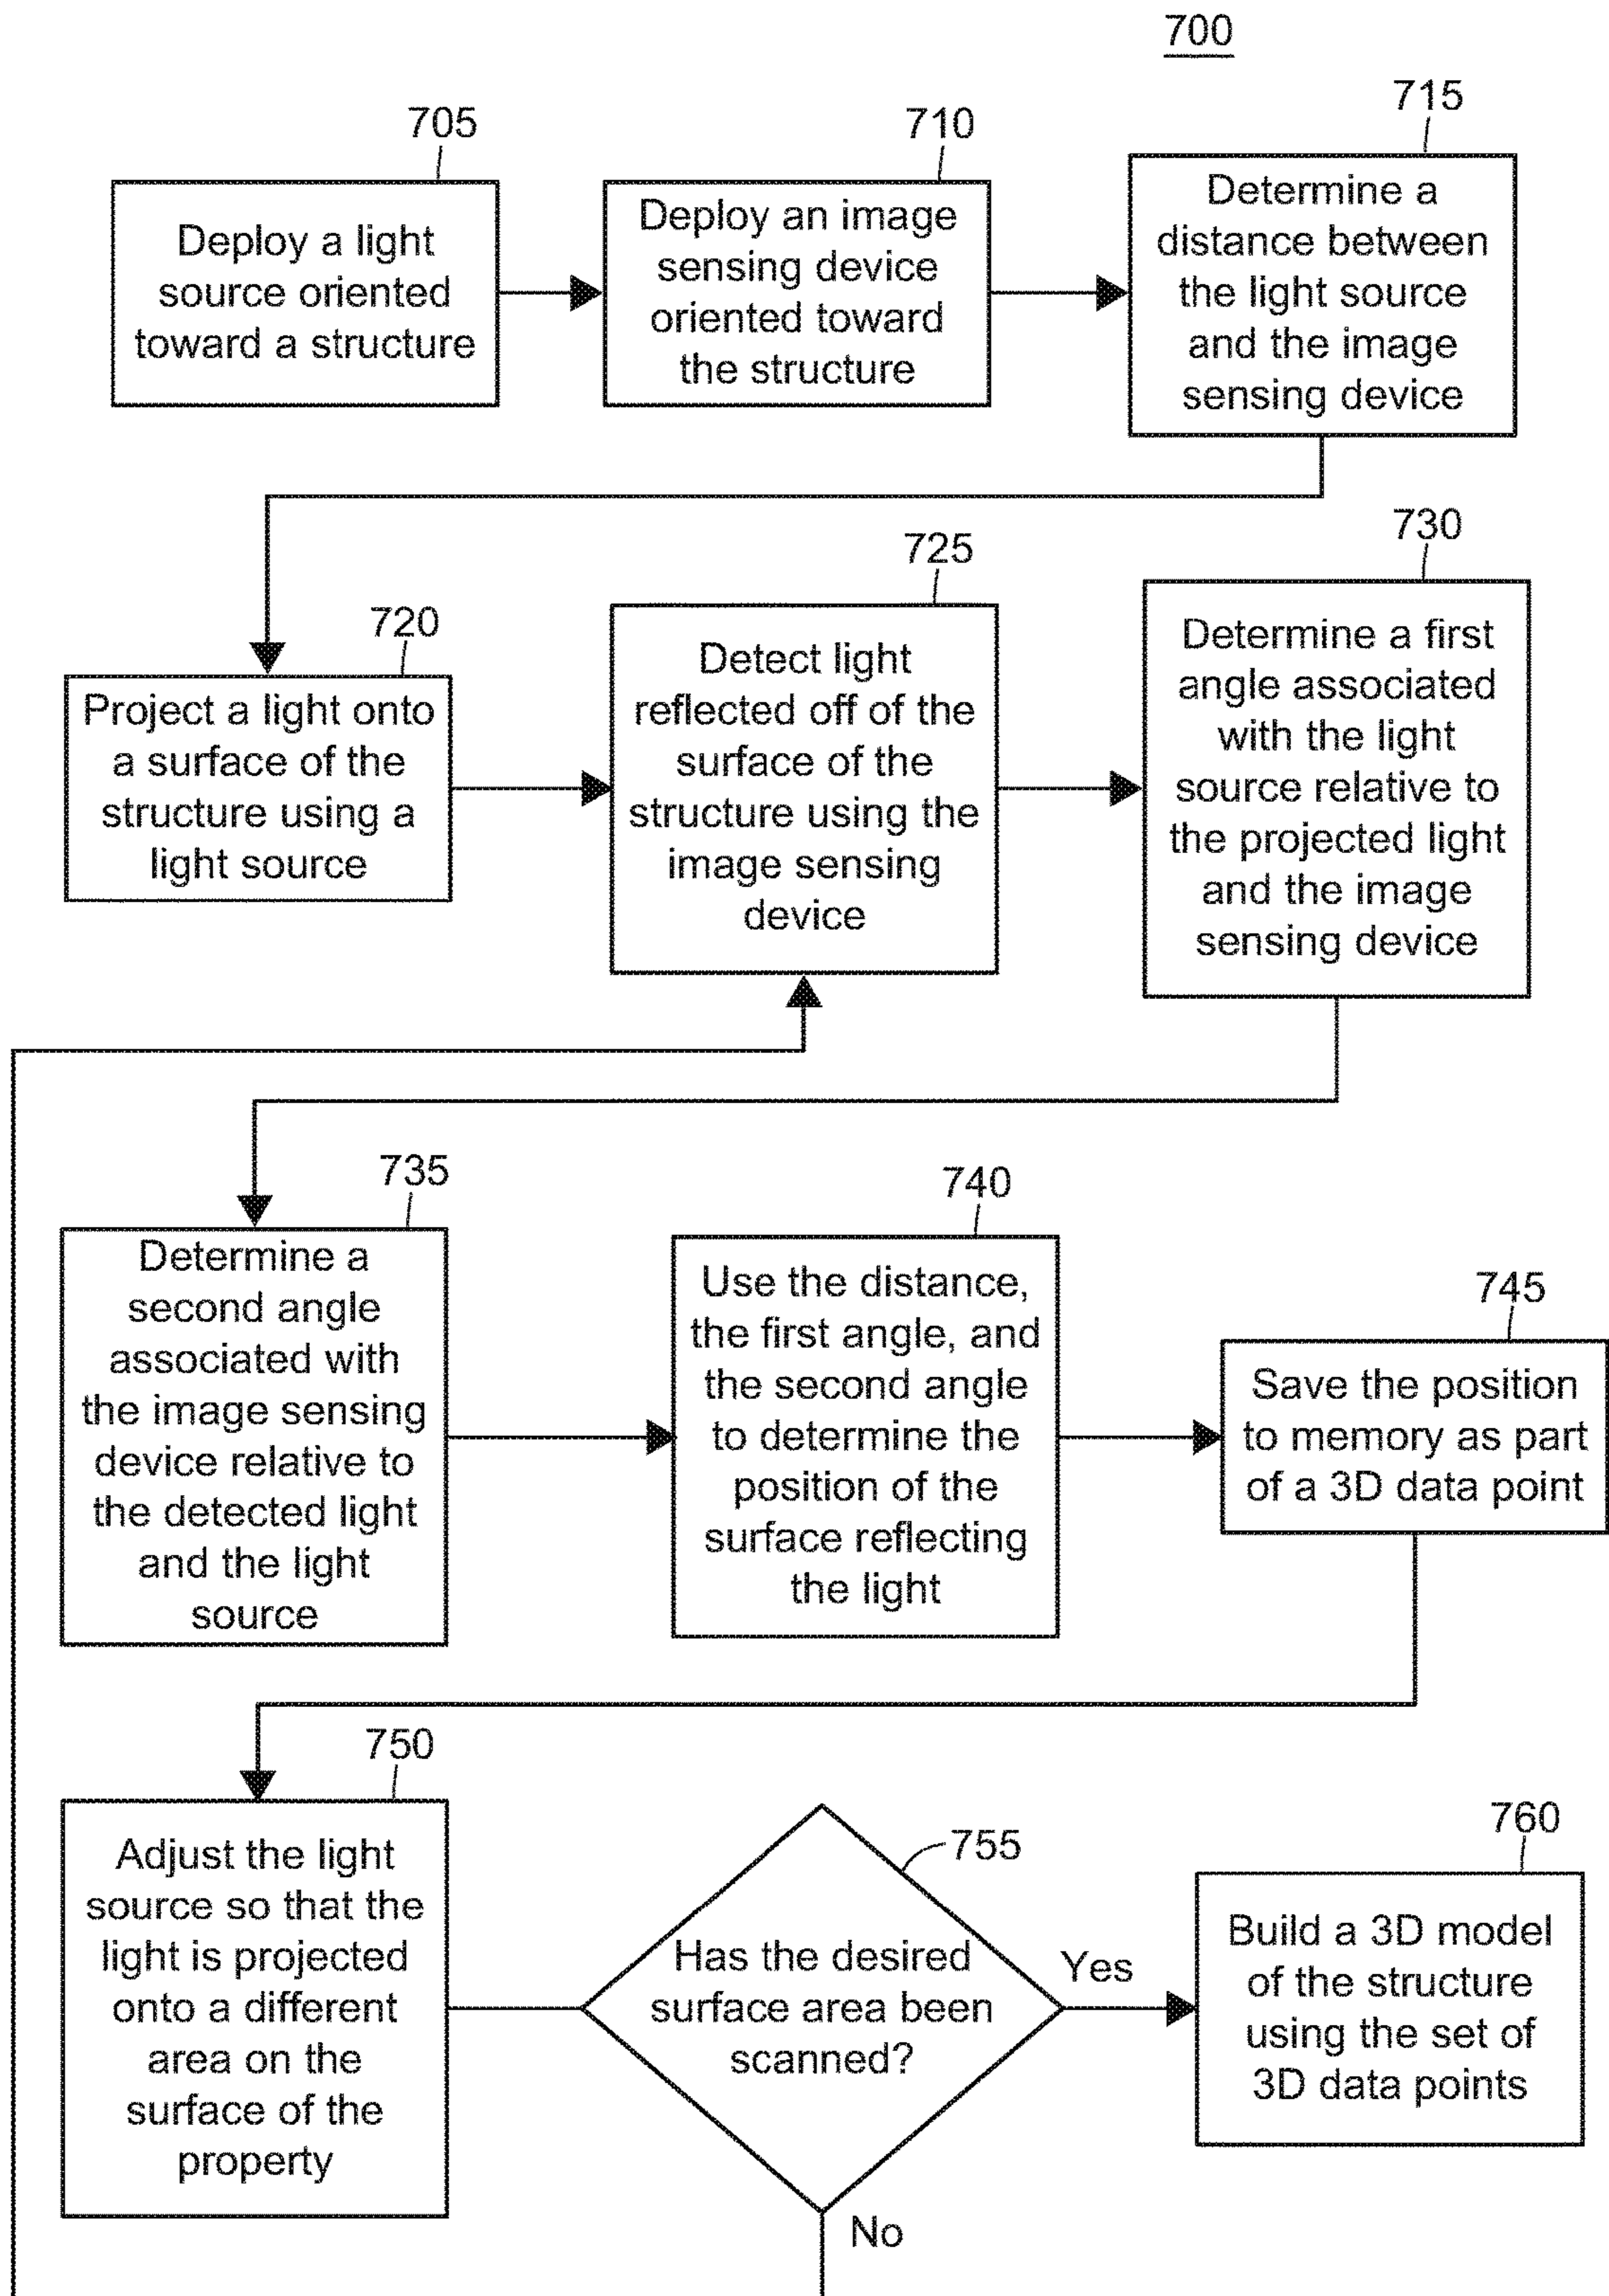 700
705
Deploy a light
source oriented
toward a structure
710
Deploy an image
sensing device
oriented toward
the structure
715
Determine a
distance between
the light source
and the image
sensing device
720
Project a light onto
a surface of the
structure using a
light source
725
Detect light
reflected off of the
surface of the
structure using the
image sensing
device
730
Determine a first
angle associated
with the light
source relative to
the projected light
and the image
sensing device
735
Determine a
second angle
associated with
the image sensing
device relative to
the detected light
and the light
source
740
Use the distance,
the first angle, and
the second angle
to determine the
position of the
surface reflecting
the light
745
Save the position
to memory as part
of a 3D data point
750
Adjust the light
source so that the
light is projected
onto a different
area on the
surface of the
property
755
Has the desired
surface area been
scanned?
Yes
No
760
Build a 3D model
of the structure
using the set of
3D data points